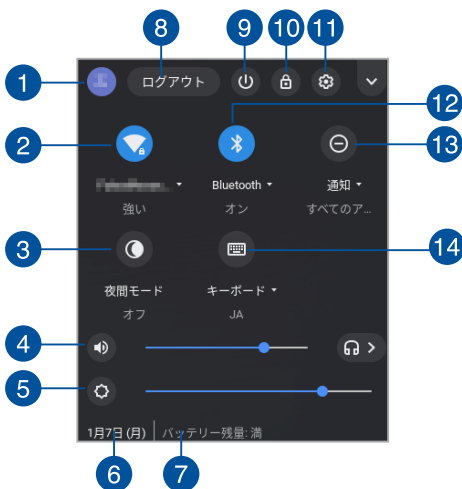 8 9 10 11
1 ログアウト
12
2 13
Bluetooth 通知
強い オン すべてのア...
3 14
夜間モード キーボード
オフ JA
4
5
1月7日 (月) バッテリー残量: 満
6 7